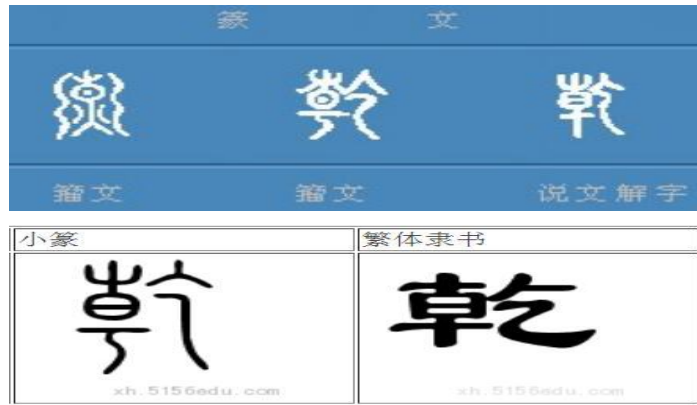 篆 文
籀文 籀文 说文解字
小篆 繁体隶书
乾 乾
xh.5156edu.com xh.5156edu.com